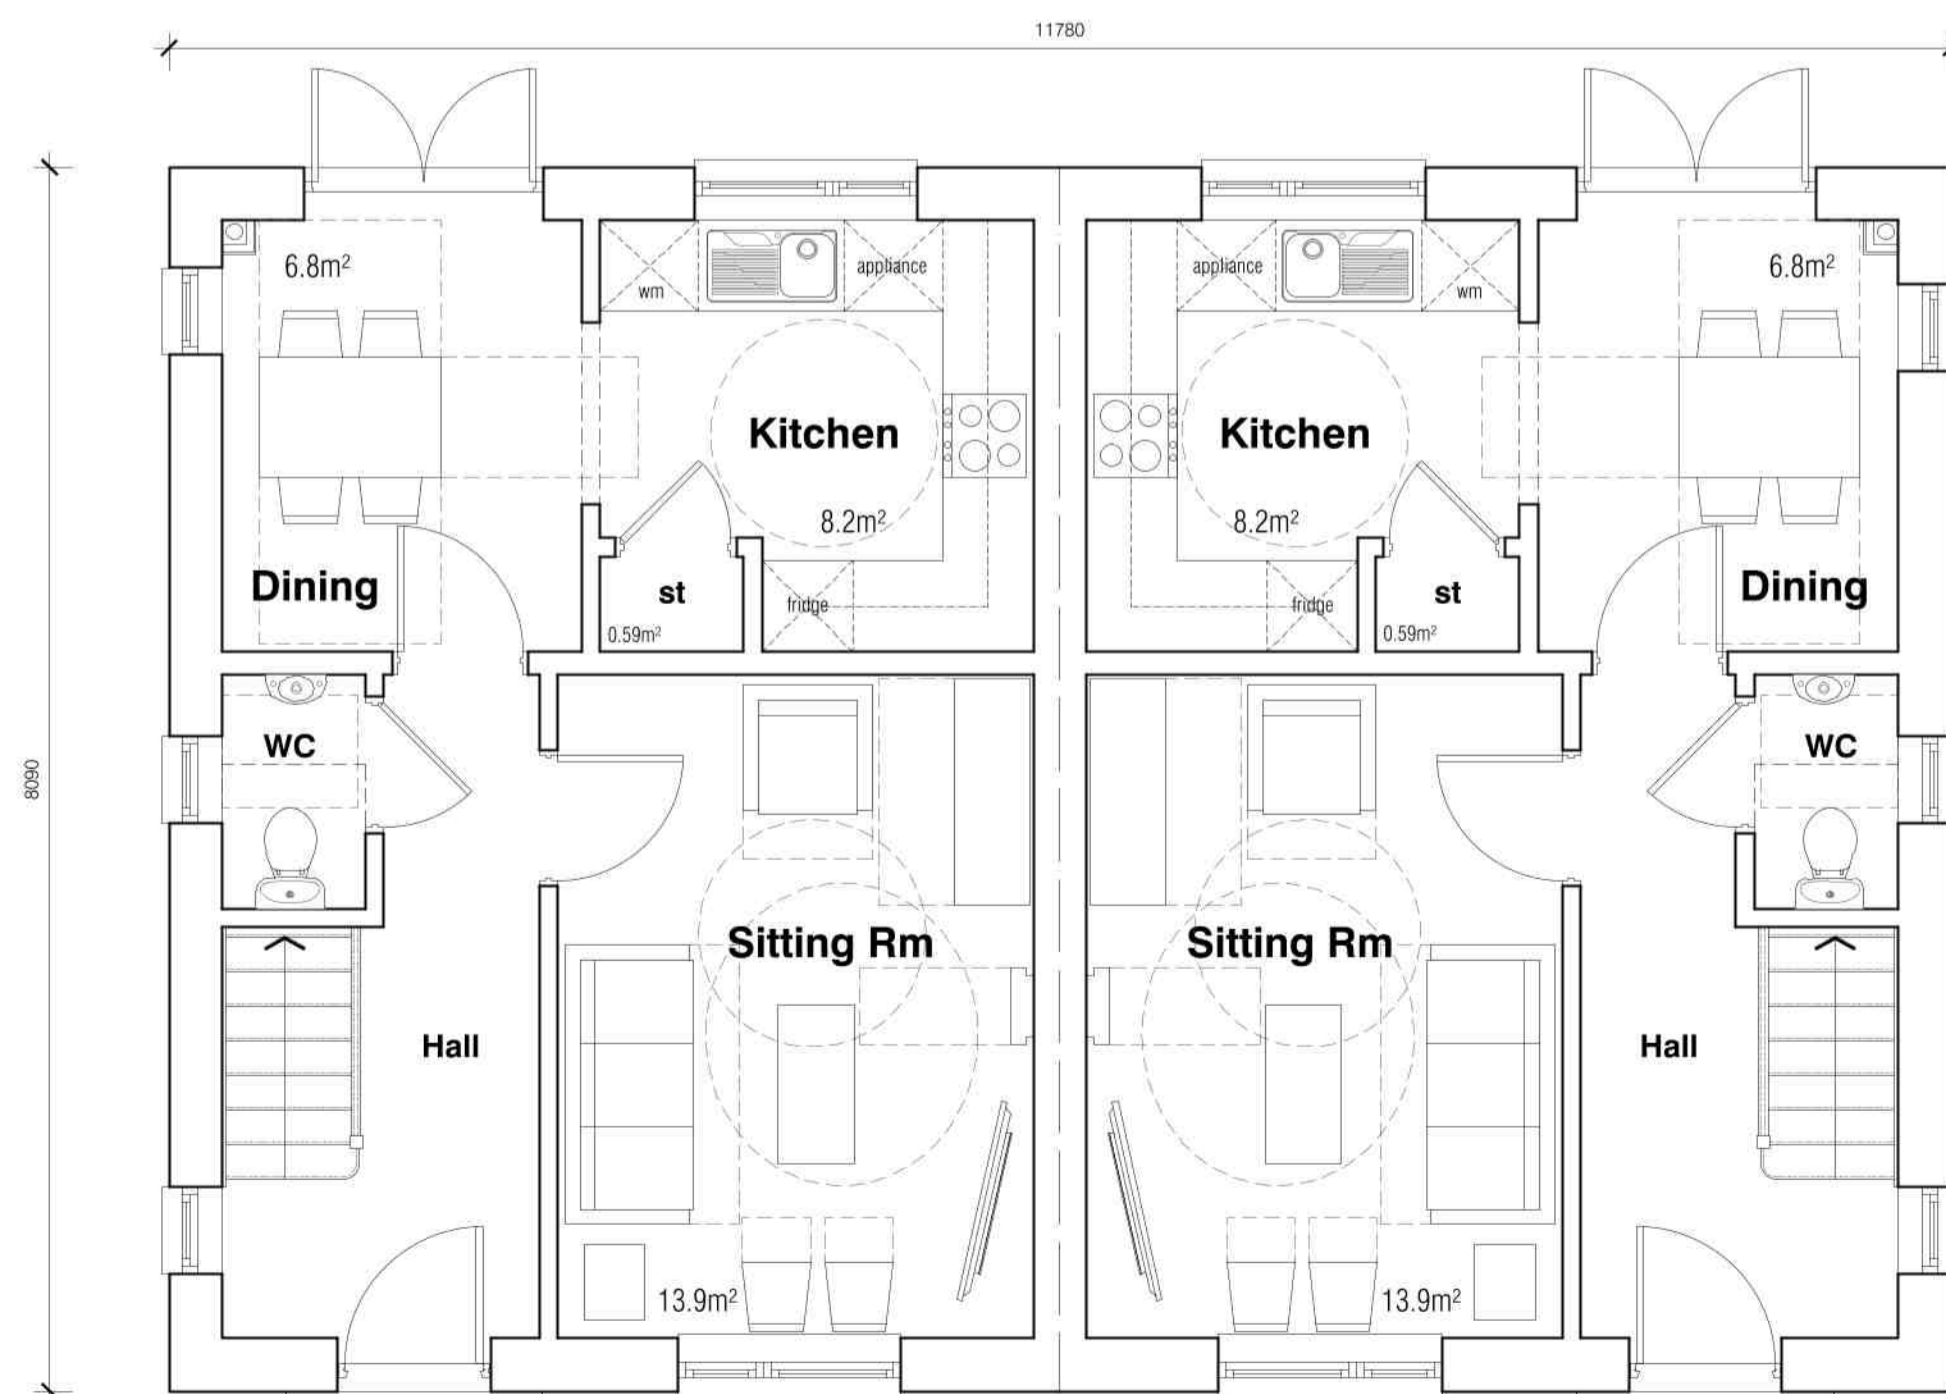 11780
6.8m²
wm
appliance
appliance
wm
6.8m²
Kitchen
Kitchen
8.2m²
8.2m²
Dining
st
fridge
fridge
st
Dining
0.59m²
0.59m²
WC
WC
8090
Sitting Rm
Sitting Rm
Hall
Hall
13.9m²
13.9m²